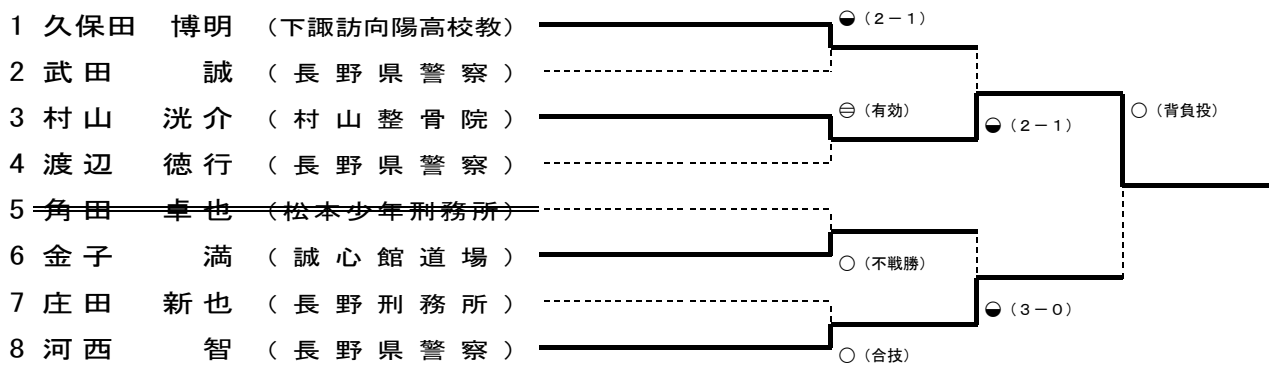 1 久保田 博明 (下諏訪向陽高校教)
2 武田 誠 (長野県警察)
3 村山 洸介 (村山整骨院)
4 渡辺 徳行 (長野県警察)
5 角田 卓也 (松本少年刑務所)
6 金子 満 (誠心館道場)
7 庄田 新也 (長野刑務所)
8 河西 智 (長野県警察)
◒(2-1)
⊖(有効)
○(不戦勝)
○(合技)
◒(2-1)
◒(3-0)
○(背負投)